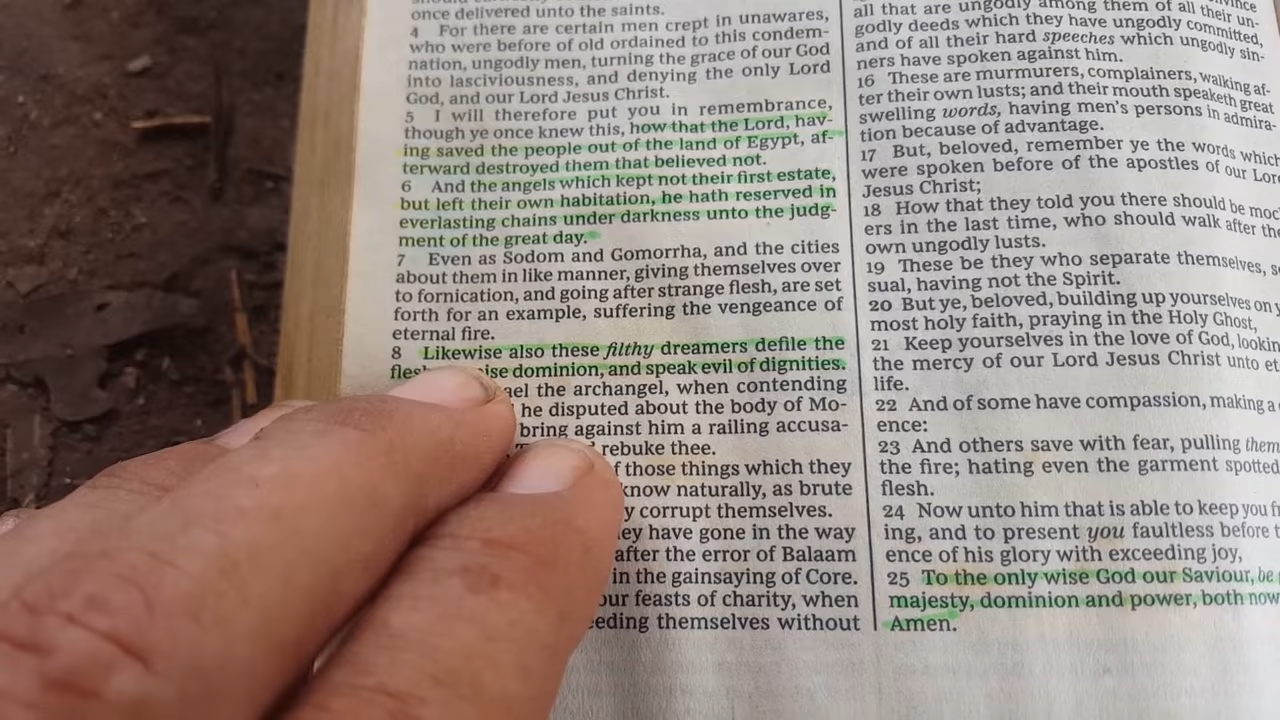 once delivered unto the saints.
4 For there are certain men crept in unawares,
who were before of old ordained to this condem-
nation, ungodly men, turning the grace of our God
into lasciviousness, and denying the only Lord
God, and our Lord Jesus Christ.
5 I will therefore put you in remembrance,
though ye once knew this, how that the Lord, hav-
ing saved the people out of the land of Egypt, af-
terward destroyed them that believed not.
6 And the angels which kept not their first estate,
but left their own habitation, he hath reserved in
everlasting chains under darkness unto the judg-
ment of the great day.
7 Even as Sodom and Gomorrha, and the cities
about them in like manner, giving themselves over
to fornication, and going after strange flesh, are set
forth for an example, suffering the vengeance of
eternal fire.
8 Likewise also these filthy dreamers defile the
dominion, and speak evil of dignities.
the archangel, when contending
he disputed about the body of Mo-
bring against him a railing accusa-
rebuke thee.
those things which they
know naturally, as brute
corrupt themselves.
have gone in the way
after the error of Balaam
in the gainsaying of Core.
feasts of charity, when
themselves without
all that are ungodly among them of all their un-
godly deeds which they have ungodly committed,
and of all their hard speeches which ungodly sin-
ners have spoken against him.
16 These are murmurers, complainers, walking af-
ter their own lusts; and their mouth speaketh great
swelling words, having men's persons in admira-
tion because of advantage.
17 But, beloved, remember ye the words which
were spoken before of the apostles of our Lord
Jesus Christ;
18 How that they told you there should be
ers in the last time, who should walk after
own ungodly lusts.
19 These be they who separate themselves,
sual, having not the Spirit.
20 But ye, beloved, building up yourselves on
most holy faith, praying in the Holy Ghost,
21 Keep yourselves in the love of God,
the mercy of our Lord Jesus Christ unto
life.
22 And of some have compassion, making a
ence:
23 And others save with fear, pulling them
the fire; hating even the garment spotted
flesh.
24 Now unto him that is able to keep you
ing, and to present you faultless before
ence of his glory with exceeding joy,
25 To the only wise God our Saviour, be
majesty, dominion and power, both now
Amen.